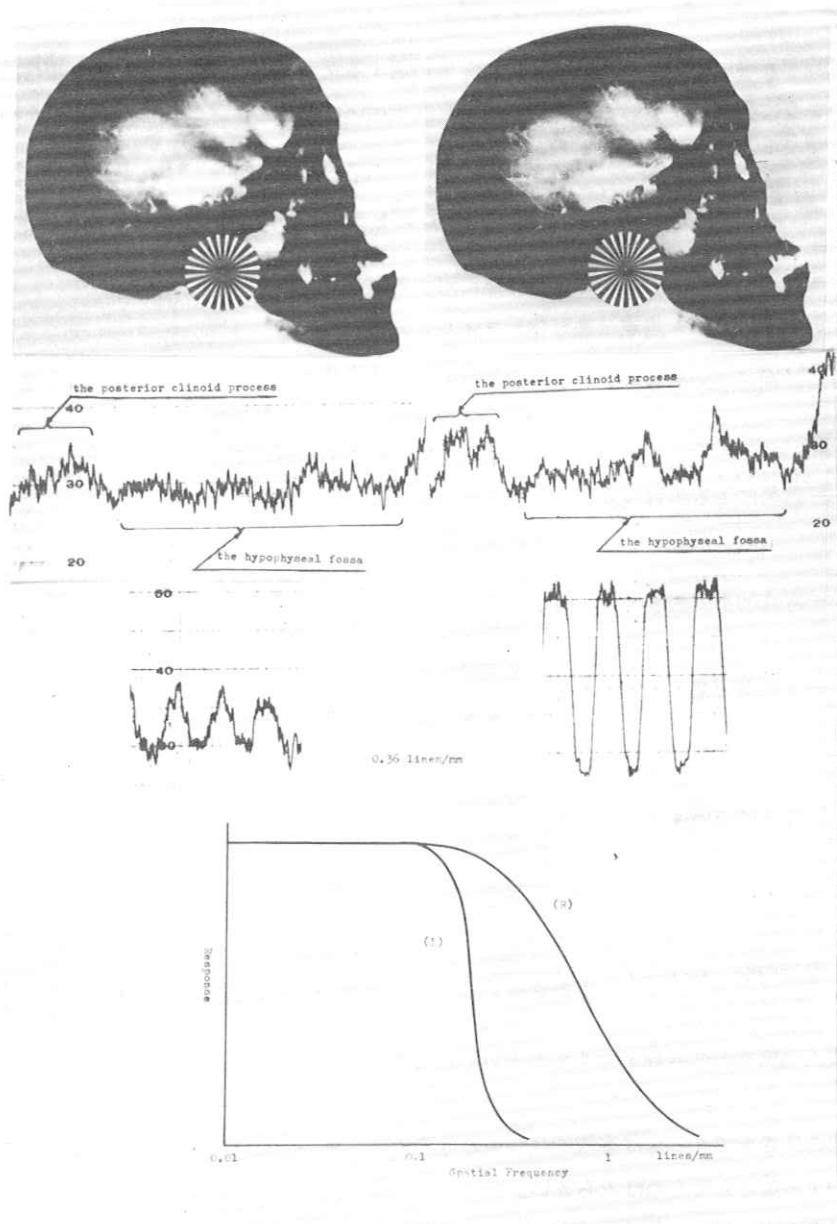 the posterior clinoid process
the posterior clinoid process
40
40
30
30
20
20
the hypophyseal fossa
the hypophyseal fossa
60
40
0.36 lines/mm
(L)
(R)
Response
0.01
0.1
1
lines/mm
Spatial Frequency